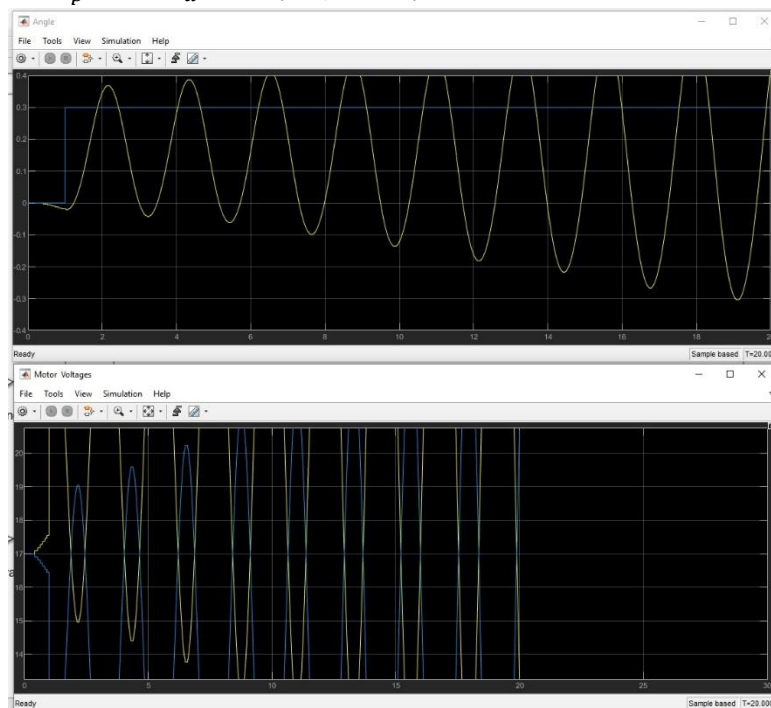 Angle
File Tools View Simulation Help
0.4
0.3
0.2
0.1
0
-0.1
-0.2
-0.3
-0.4
0 2 4 6 8 10 12 14 16 18
Ready Sample based T=20.00
Motor Voltages
File Tools View Simulation Help
20
19
18
17
16
15
14
0 5 10 15 20 25 30
Ready Sample based T=20.00